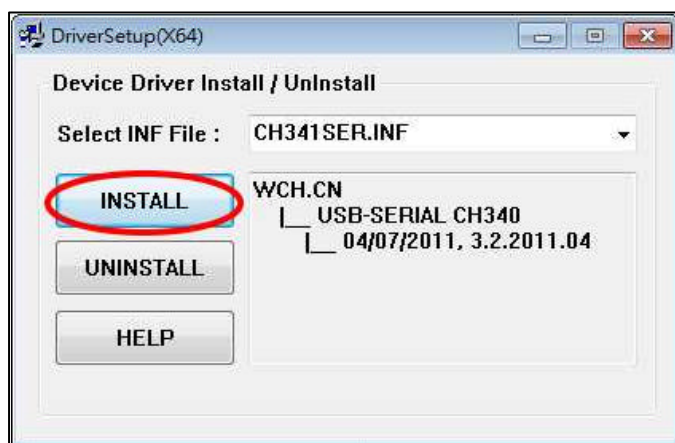 DriverSetup(X64)
Device Driver Install / UnInstall
Select INF File :
CH341SER.INF
INSTALL
WCH.CN
|__ USB-SERIAL CH340
|__ 04/07/2011, 3.2.2011.04
UNINSTALL
HELP